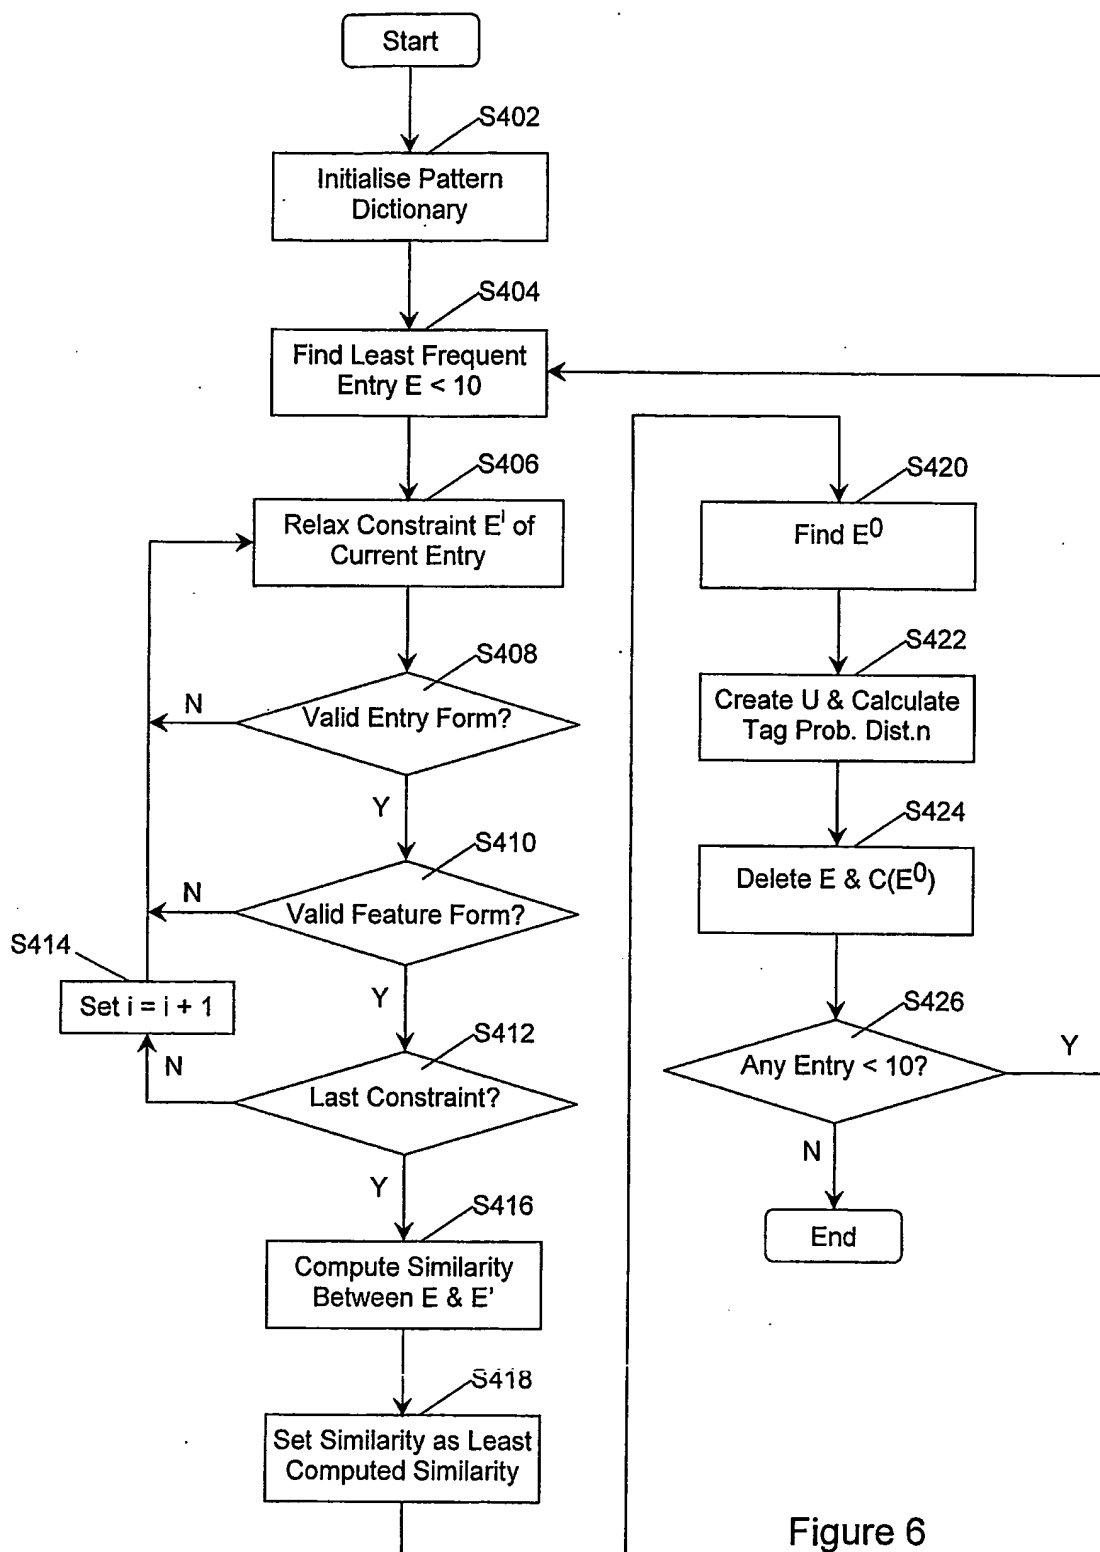 Start
S402
Initialise Pattern
Dictionary
S404
Find Least Frequent
Entry E < 10
S406
Relax Constraint E^I of
Current Entry
S408
N
Valid Entry Form?
Y
S410
N
Valid Feature Form?
S414
Set i = i + 1
Y
S412
N
Last Constraint?
Y
S416
Compute Similarity
Between E & E'
S418
Set Similarity as Least
Computed Similarity
S420
Find E^0
S422
Create U & Calculate
Tag Prob. Dist.n
S424
Delete E & C(E^0)
S426
Any Entry < 10?
Y
N
End
Figure 6